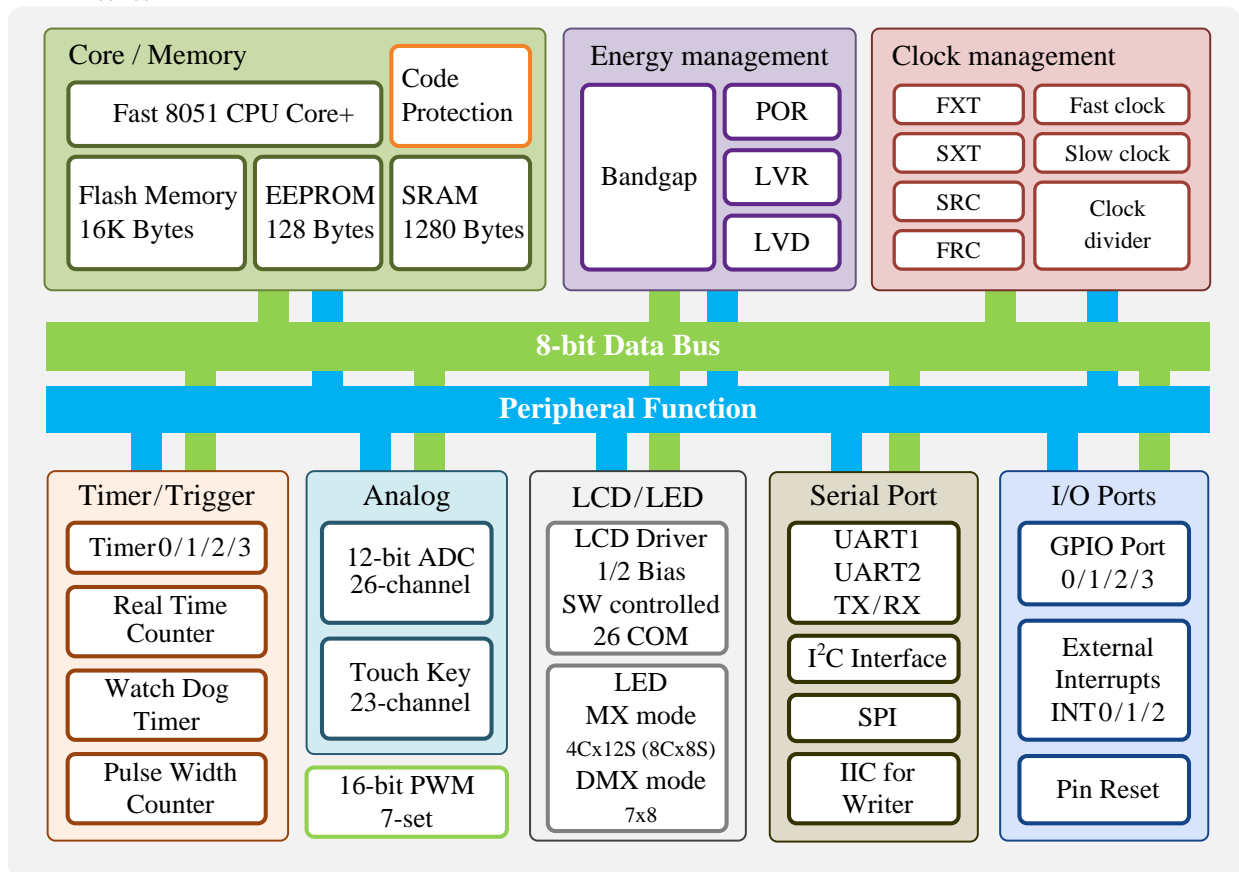 Core / Memory
Fast 8051 CPU Core+
Code
Protection
Flash Memory
16K Bytes
EEPROM
128 Bytes
SRAM
1280 Bytes
Energy management
Bandgap
POR
LVR
LVD
Clock management
FXT
SXT
SRC
FRC
Fast clock
Slow clock
Clock
divider
8-bit Data Bus
Peripheral Function
Timer/Trigger
Timer0/1/2/3
Real Time
Counter
Watch Dog
Timer
Pulse Width
Counter
Analog
12-bit ADC
26-channel
Touch Key
23-channel
16-bit PWM
7-set
LCD/LED
LCD Driver
1/2 Bias
SW controlled
26 COM
LED
MX mode
4Cx12S (8Cx8S)
DMX mode
7x8
Serial Port
UART1
UART2
TX/RX
I²C Interface
SPI
IIC for
Writer
I/O Ports
GPIO Port
0/1/2/3
External
Interrupts
INT0/1/2
Pin Reset